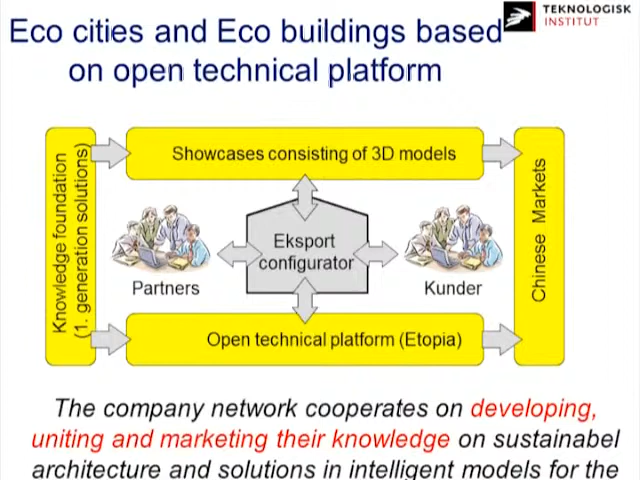 Eco cities and Eco buildings based
on open technical platform
TEKNOLOGISK
INSTITUT
Knowledge foundation
(1. generation solutions)
Showcases consisting of 3D models
Eksport
configurator
Partners
Kunder
Chinese Markets
Open technical platform (Etopia)
The company network cooperates on developing,
uniting and marketing their knowledge on sustainabel
architecture and solutions in intelligent models for the